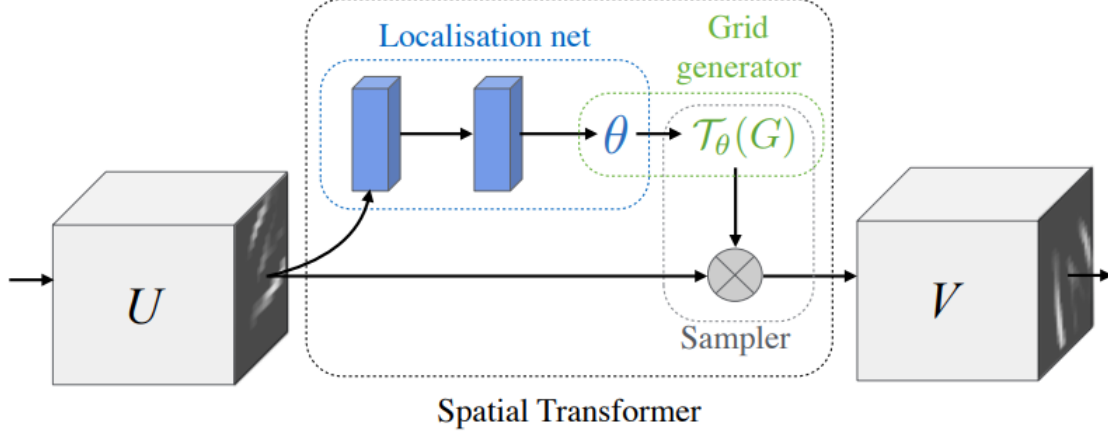 Localisation net
Grid
generator
θ
𝒯θ(G)
U
V
Sampler
Spatial Transformer